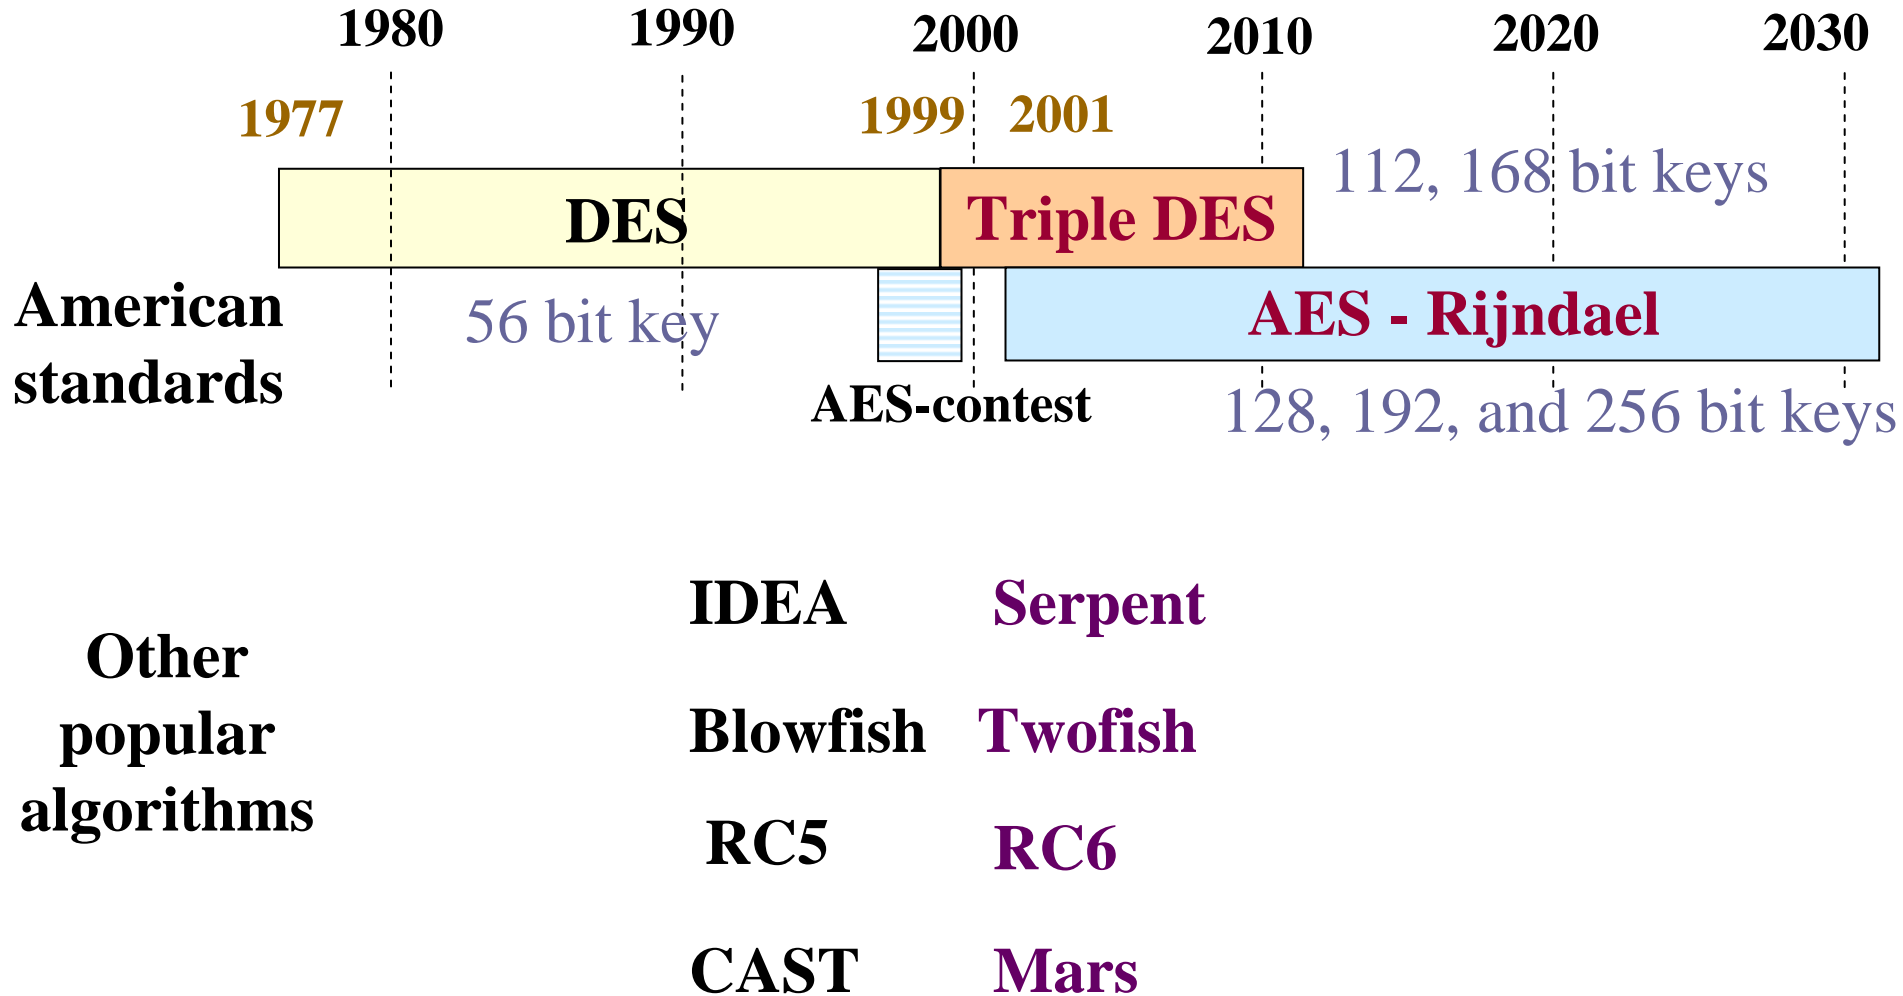 1980 1990 2000 2010 2020 2030
1977 1999 2001
112, 168 bit keys
DES Triple DES
American
standards
56 bit key
AES - Rijndael
AES-contest
128, 192, and 256 bit keys
Other
popular
algorithms
IDEA Serpent
Blowfish Twofish
RC5 RC6
CAST Mars